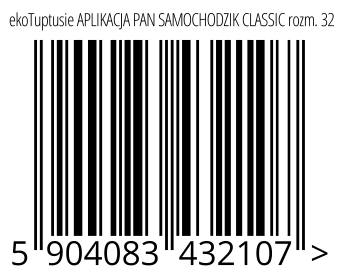 ekoTuptusie APLIKACJA PAN SAMOCHODZIK CLASSIC rozm. 32
5 904083 432107 >